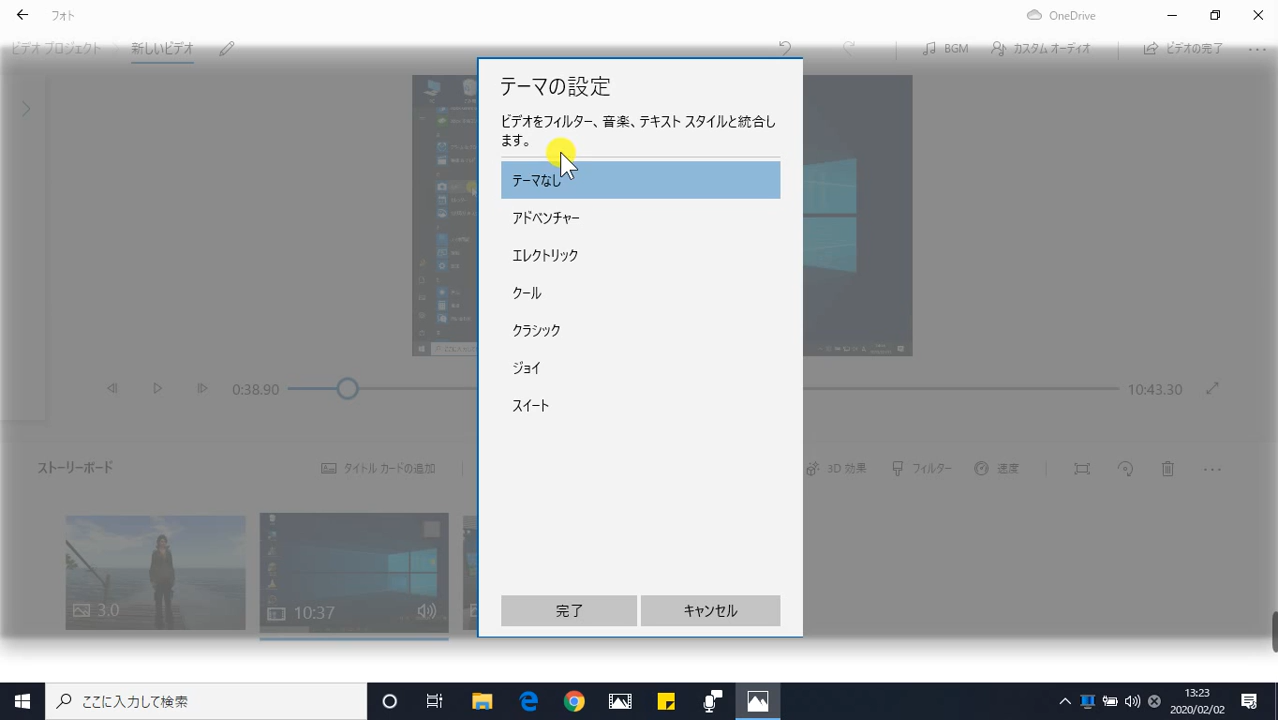 フォト
OneDrive
ビデオ プロジェクト
新しいビデオ
BGM
カスタム オーディオ
ビデオの完了
テーマの設定
ビデオをフィルター、音楽、テキスト スタイルと統合し
ます。
テーマなし
アドベンチャー
エレクトリック
クール
クラシック
ジョイ
スイート
0:38.90
10:43.30
ストーリーボード
タイトル カードの追加
3D 効果
フィルター
速度
3.0
10:37
完了
キャンセル
ここに入力して検索
13:23
2020/02/02